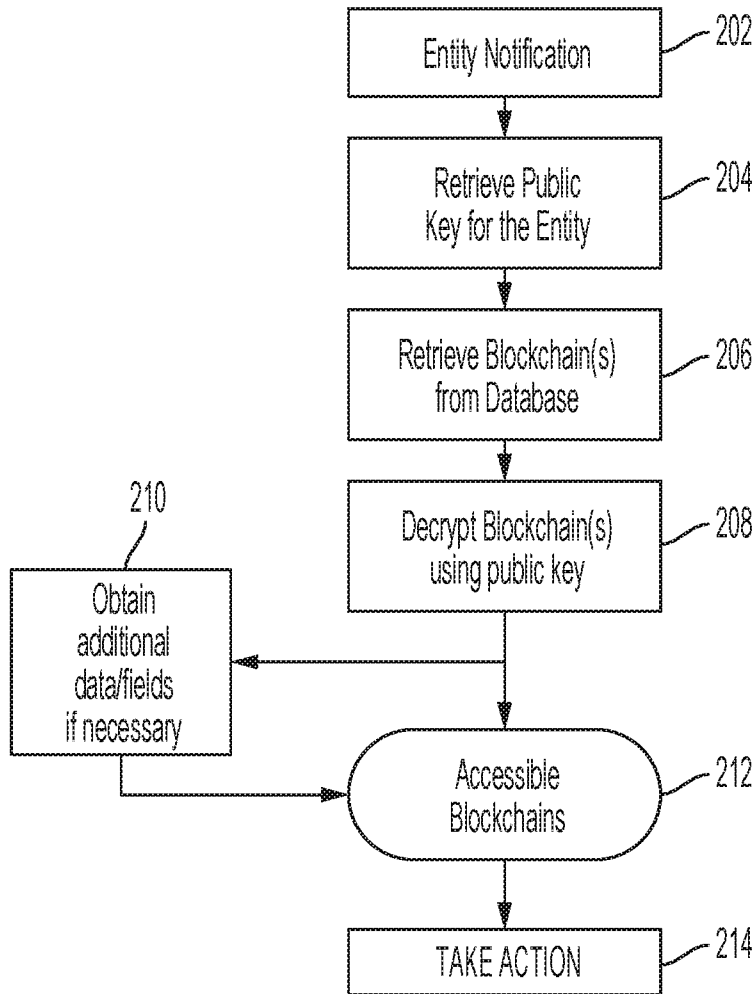 202
Entity Notification
204
Retrieve Public
Key for the Entity
206
Retrieve Blockchain(s)
from Database
208
Decrypt Blockchain(s)
using public key
210
Obtain
additional
data/fields
if necessary
212
Accessible
Blockchains
214
TAKE ACTION